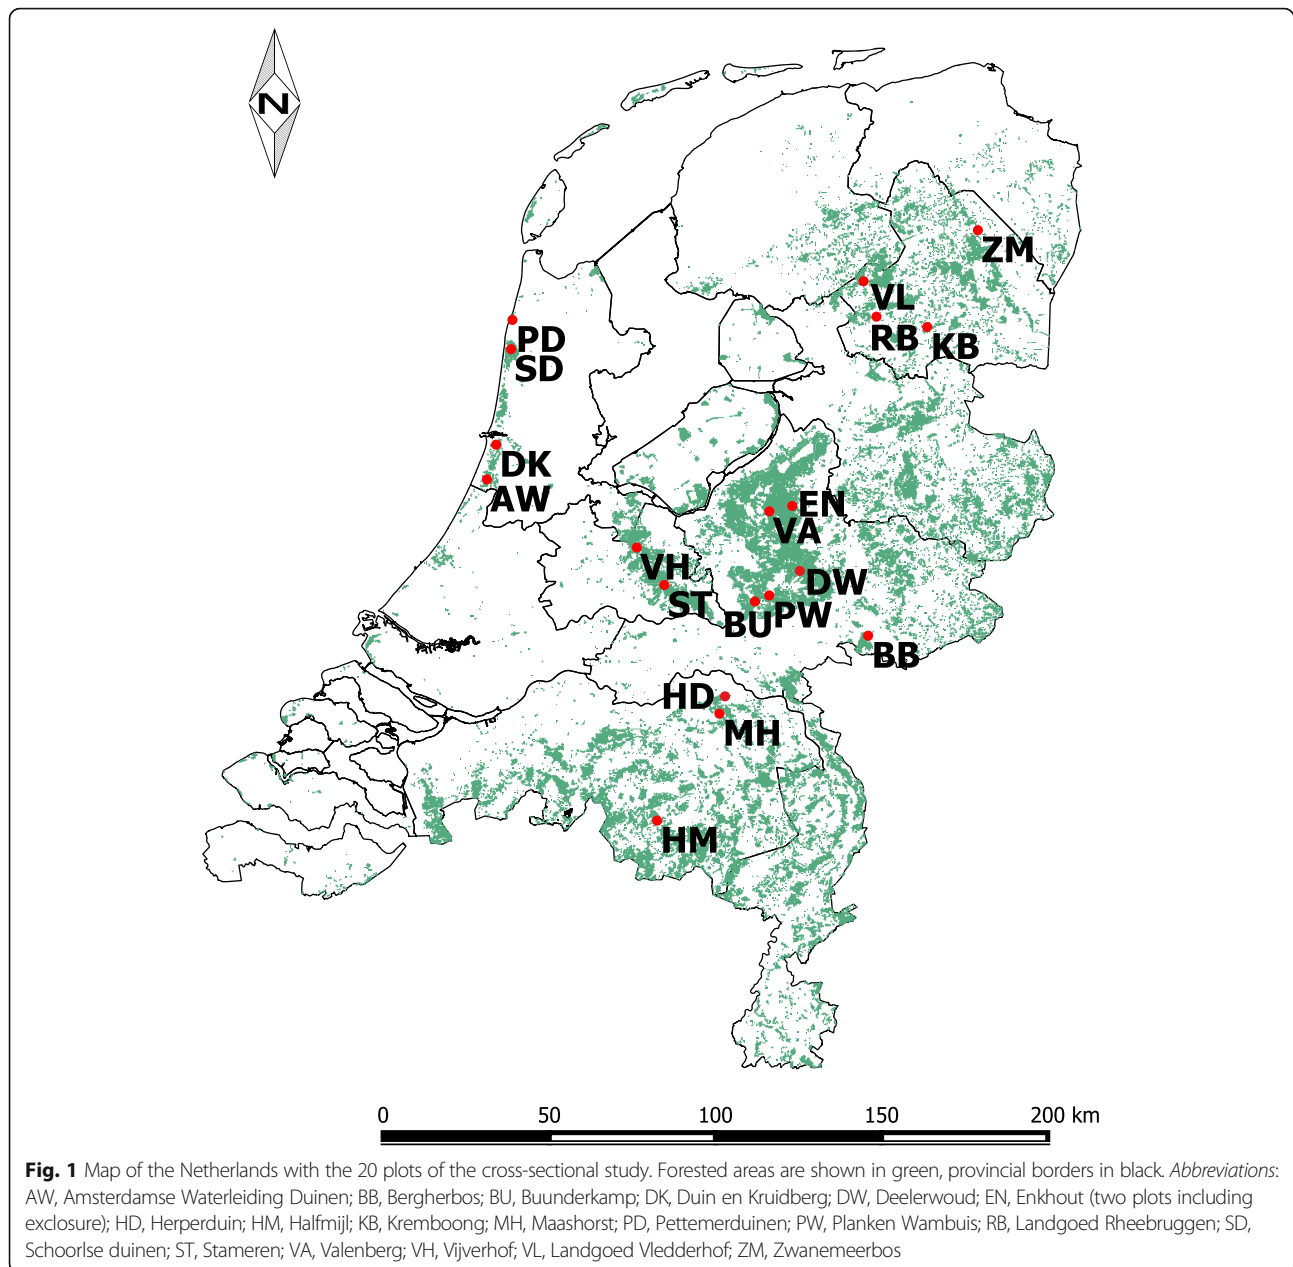 N
ZM
VL
RB
KB
PD
SD
DK
AW
EN
VA
VH
DW
ST
PW
BU
BB
HD
MH
HM
0 50 100 150 200 km
Fig. 1 Map of the Netherlands with the 20 plots of the cross-sectional study. Forested areas are shown in green, provincial borders in black. Abbreviations:
AW, Amsterdamse Waterleiding Duinen; BB, Bergherbos; BU, Buunderkamp; DK, Duin en Kruidberg; DW, Deelerwoud; EN, Enkhout (two plots including
exclosure); HD, Herperduin; HM, Halfmijl; KB, Kremboong; MH, Maashorst; PD, Pettemerduinen; PW, Planken Wambuis; RB, Landgoed Rheebruggen; SD,
Schoorlse duinen; ST, Stameren; VA, Valenberg; VH, Vijverhof; VL, Landgoed Vledderhof; ZM, Zwanemeerbos